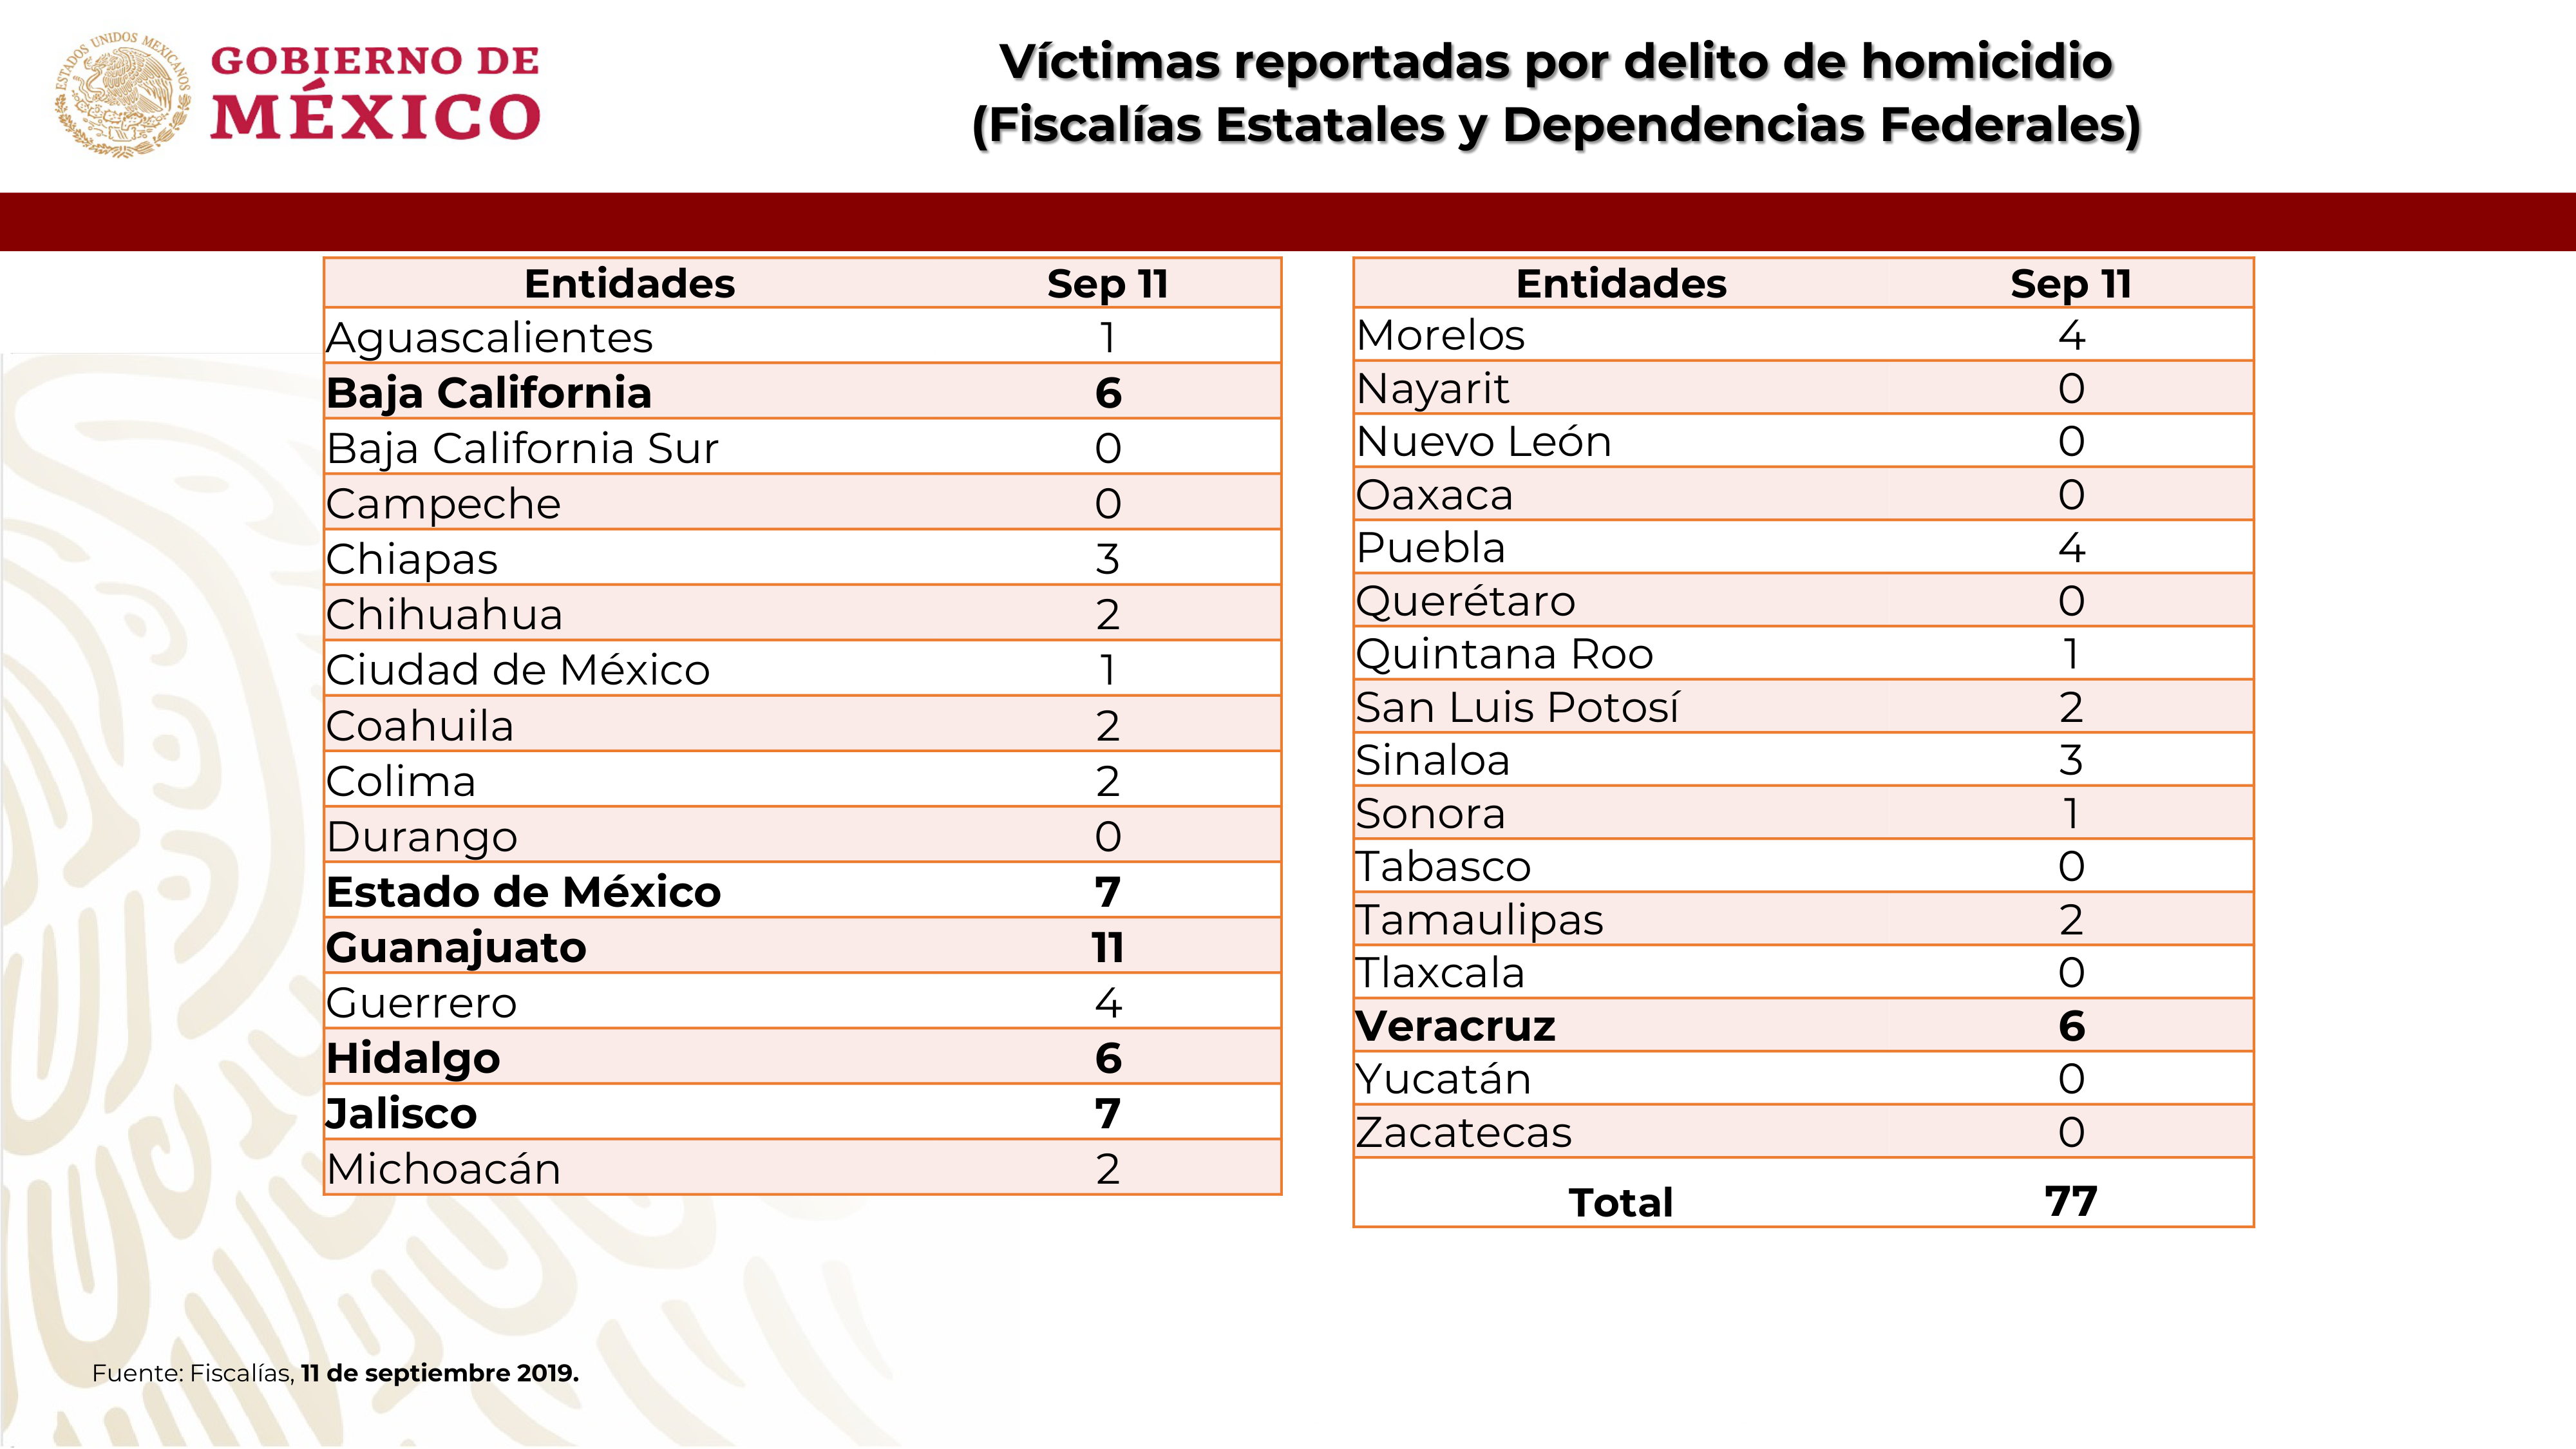 ESTADOS UNIDOS MEXICANOS
GOBIERNO DE
MÉXICO
Víctimas reportadas por delito de homicidio
(Fiscalías Estatales y Dependencias Federales)
Entidades Sep 11
Aguascalientes 1
Baja California 6
Baja California Sur 0
Campeche 0
Chiapas 3
Chihuahua 2
Ciudad de México 1
Coahuila 2
Colima 2
Durango 0
Estado de México 7
Guanajuato 11
Guerrero 4
Hidalgo 6
Jalisco 7
Michoacán 2
Entidades Sep 11
Morelos 4
Nayarit 0
Nuevo León 0
Oaxaca 0
Puebla 4
Querétaro 0
Quintana Roo 1
San Luis Potosí 2
Sinaloa 3
Sonora 1
Tabasco 0
Tamaulipas 2
Tlaxcala 0
Veracruz 6
Yucatán 0
Zacatecas 0
Total 77
Fuente: Fiscalías, 11 de septiembre 2019.